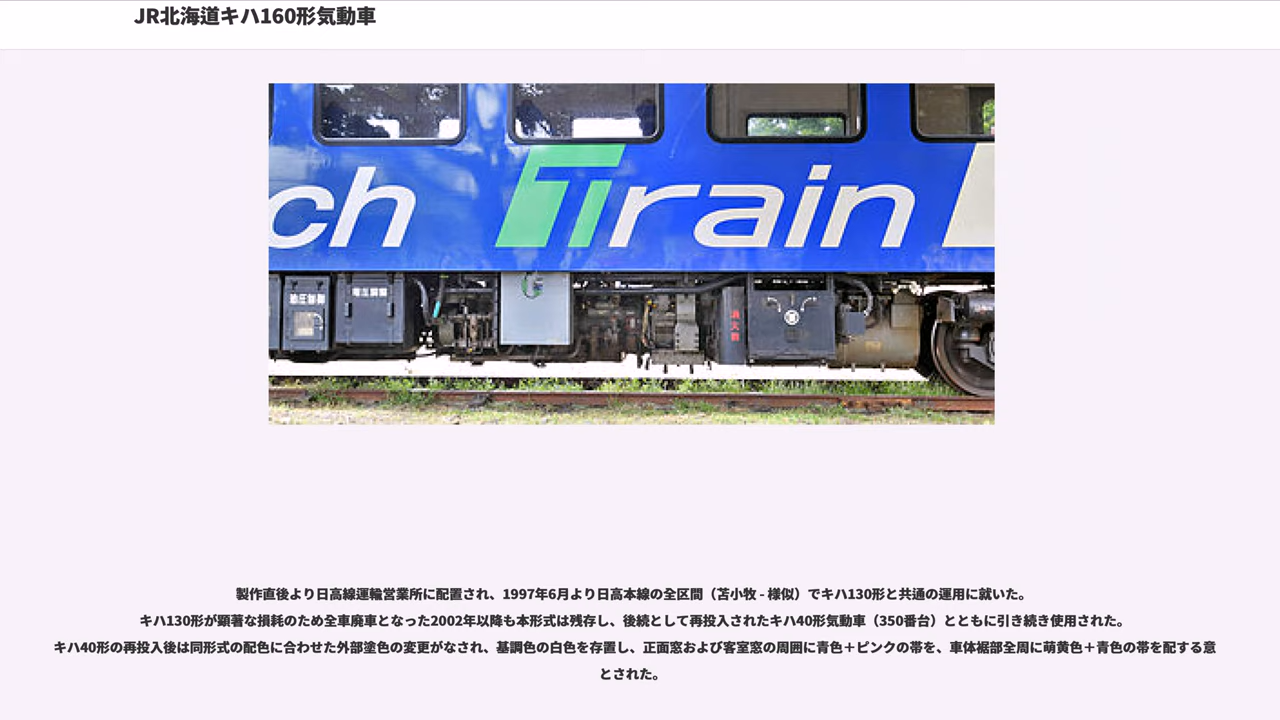 JR北海道キハ160形気動車
ch Train
製作直後より日高線運輪営業所に配置され、1997年6月より日高本線の全区間（苫小牧 - 様似）でキハ130形と共通の運用に就いた。
キハ130形が顕著な損耗のため全車廃車となった2002年以降も本形式は残存し、後続として再投入されたキハ40形気動車（350番台）とともに引き続き使用された。
キハ40形の再投入後は同形式の配色に合わせた外部塗色の変更がなされ、基調色の白色を存置し、正面窓および客室窓の周囲に青色＋ピンクの帯を、車体裾部全周に萌黄色＋青色の帯を配する意
とされた。